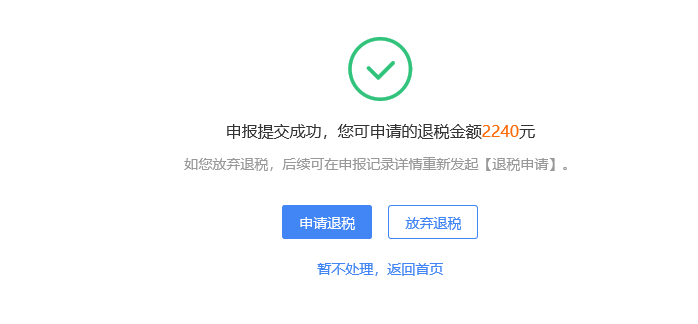 申报提交成功，您可申请的退税金额2240元
如您放弃退税，后续可在申报记录详情重新发起【退税申请】。
申请退税 放弃退税
暂不处理，返回首页